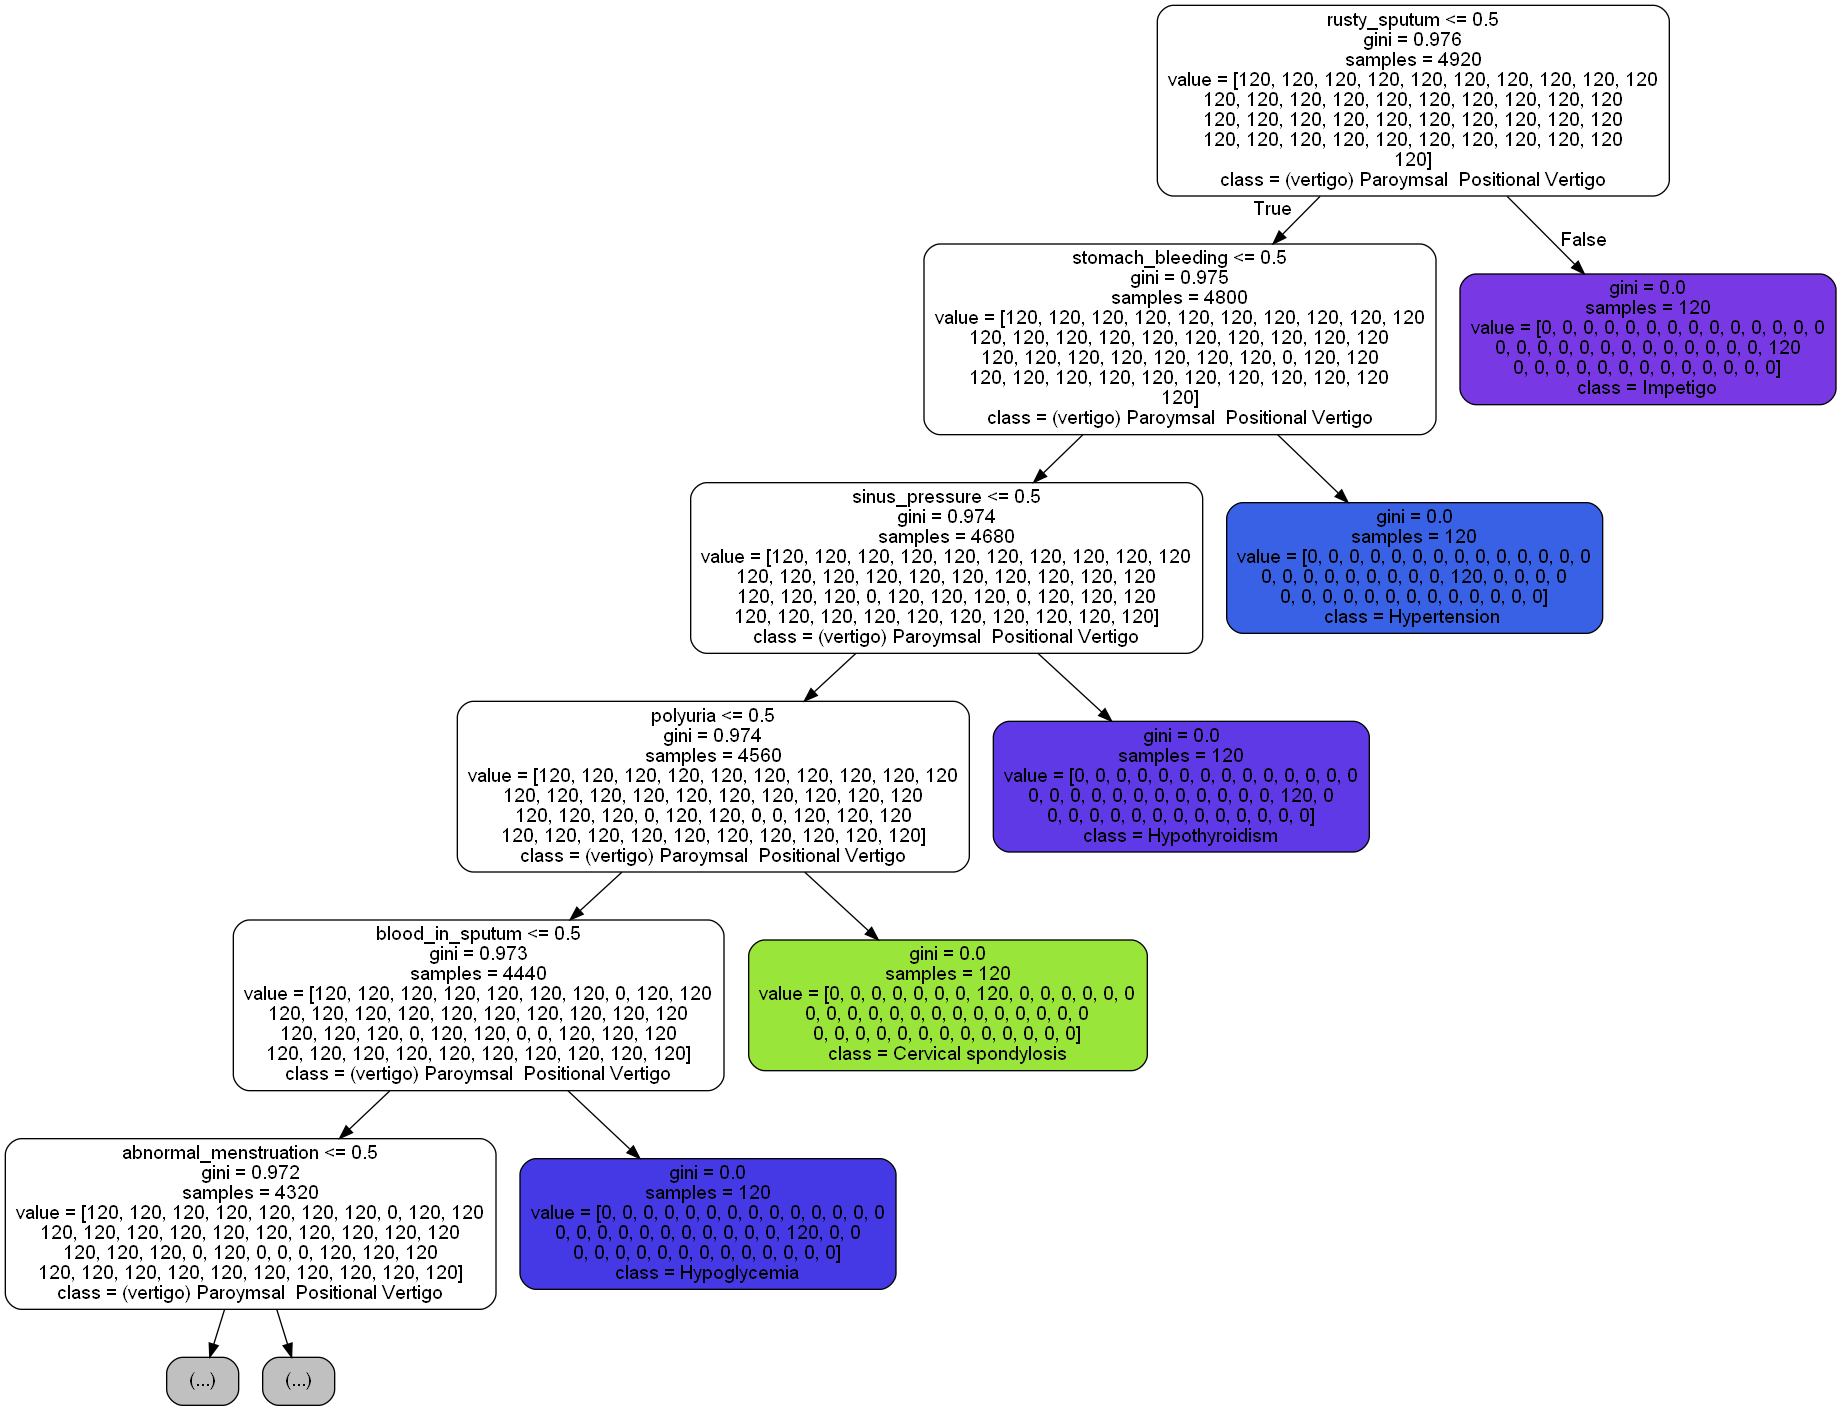 rusty_sputum <= 0.5
gini = 0.976
samples = 4920
value = [120, 120, 120, 120, 120, 120, 120, 120, 120, 120
120, 120, 120, 120, 120, 120, 120, 120, 120, 120
120, 120, 120, 120, 120, 120, 120, 120, 120, 120
120, 120, 120, 120, 120, 120, 120, 120, 120, 120
120]
class = (vertigo) Paroymsal  Positional Vertigo
True
False
stomach_bleeding <= 0.5
gini = 0.975
samples = 4800
value = [120, 120, 120, 120, 120, 120, 120, 120, 120, 120
120, 120, 120, 120, 120, 120, 120, 120, 120, 120
120, 120, 120, 120, 120, 120, 120, 0, 120, 120
120, 120, 120, 120, 120, 120, 120, 120, 120, 120
120]
class = (vertigo) Paroymsal  Positional Vertigo
gini = 0.0
samples = 120
value = [0, 0, 0, 0, 0, 0, 0, 0, 0, 0, 0, 0, 0, 0
0, 0, 0, 0, 0, 0, 0, 0, 0, 0, 0, 0, 0, 120
0, 0, 0, 0, 0, 0, 0, 0, 0, 0, 0, 0, 0]
class = Impetigo
sinus_pressure <= 0.5
gini = 0.974
samples = 4680
value = [120, 120, 120, 120, 120, 120, 120, 120, 120, 120
120, 120, 120, 120, 120, 120, 120, 120, 120, 120
120, 120, 120, 0, 120, 120, 120, 0, 120, 120, 120
120, 120, 120, 120, 120, 120, 120, 120, 120, 120]
class = (vertigo) Paroymsal  Positional Vertigo
gini = 0.0
samples = 120
value = [0, 0, 0, 0, 0, 0, 0, 0, 0, 0, 0, 0, 0, 0
0, 0, 0, 0, 0, 0, 0, 0, 0, 120, 0, 0, 0, 0
0, 0, 0, 0, 0, 0, 0, 0, 0, 0, 0, 0, 0]
class = Hypertension
polyuria <= 0.5
gini = 0.974
samples = 4560
value = [120, 120, 120, 120, 120, 120, 120, 120, 120, 120
120, 120, 120, 120, 120, 120, 120, 120, 120, 120
120, 120, 120, 0, 120, 120, 0, 0, 120, 120, 120
120, 120, 120, 120, 120, 120, 120, 120, 120, 120]
class = (vertigo) Paroymsal  Positional Vertigo
gini = 0.0
samples = 120
value = [0, 0, 0, 0, 0, 0, 0, 0, 0, 0, 0, 0, 0, 0
0, 0, 0, 0, 0, 0, 0, 0, 0, 0, 0, 0, 120, 0
0, 0, 0, 0, 0, 0, 0, 0, 0, 0, 0, 0, 0]
class = Hypothyroidism
blood_in_sputum <= 0.5
gini = 0.973
samples = 4440
value = [120, 120, 120, 120, 120, 120, 120, 0, 120, 120
120, 120, 120, 120, 120, 120, 120, 120, 120, 120
120, 120, 120, 0, 120, 120, 0, 0, 120, 120, 120
120, 120, 120, 120, 120, 120, 120, 120, 120, 120]
class = (vertigo) Paroymsal  Positional Vertigo
gini = 0.0
samples = 120
value = [0, 0, 0, 0, 0, 0, 0, 120, 0, 0, 0, 0, 0, 0
0, 0, 0, 0, 0, 0, 0, 0, 0, 0, 0, 0, 0, 0
0, 0, 0, 0, 0, 0, 0, 0, 0, 0, 0, 0, 0]
class = Cervical spondylosis
abnormal_menstruation <= 0.5
gini = 0.972
samples = 4320
value = [120, 120, 120, 120, 120, 120, 120, 0, 120, 120
120, 120, 120, 120, 120, 120, 120, 120, 120, 120
120, 120, 120, 0, 120, 0, 0, 0, 120, 120, 120
120, 120, 120, 120, 120, 120, 120, 120, 120, 120]
class = (vertigo) Paroymsal  Positional Vertigo
gini = 0.0
samples = 120
value = [0, 0, 0, 0, 0, 0, 0, 0, 0, 0, 0, 0, 0, 0
0, 0, 0, 0, 0, 0, 0, 0, 0, 0, 0, 120, 0, 0
0, 0, 0, 0, 0, 0, 0, 0, 0, 0, 0, 0, 0]
class = Hypoglycemia
(...)
(...)